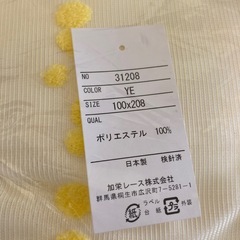 NO 31208
COLOR YE
SIZE 100x208
QUAL
ポリエステル 100%
日本製 検針済
加栄レース株式会社
群馬県桐生市広沢町7-5281-1
紙 ラベル 台紙
プラ 外装